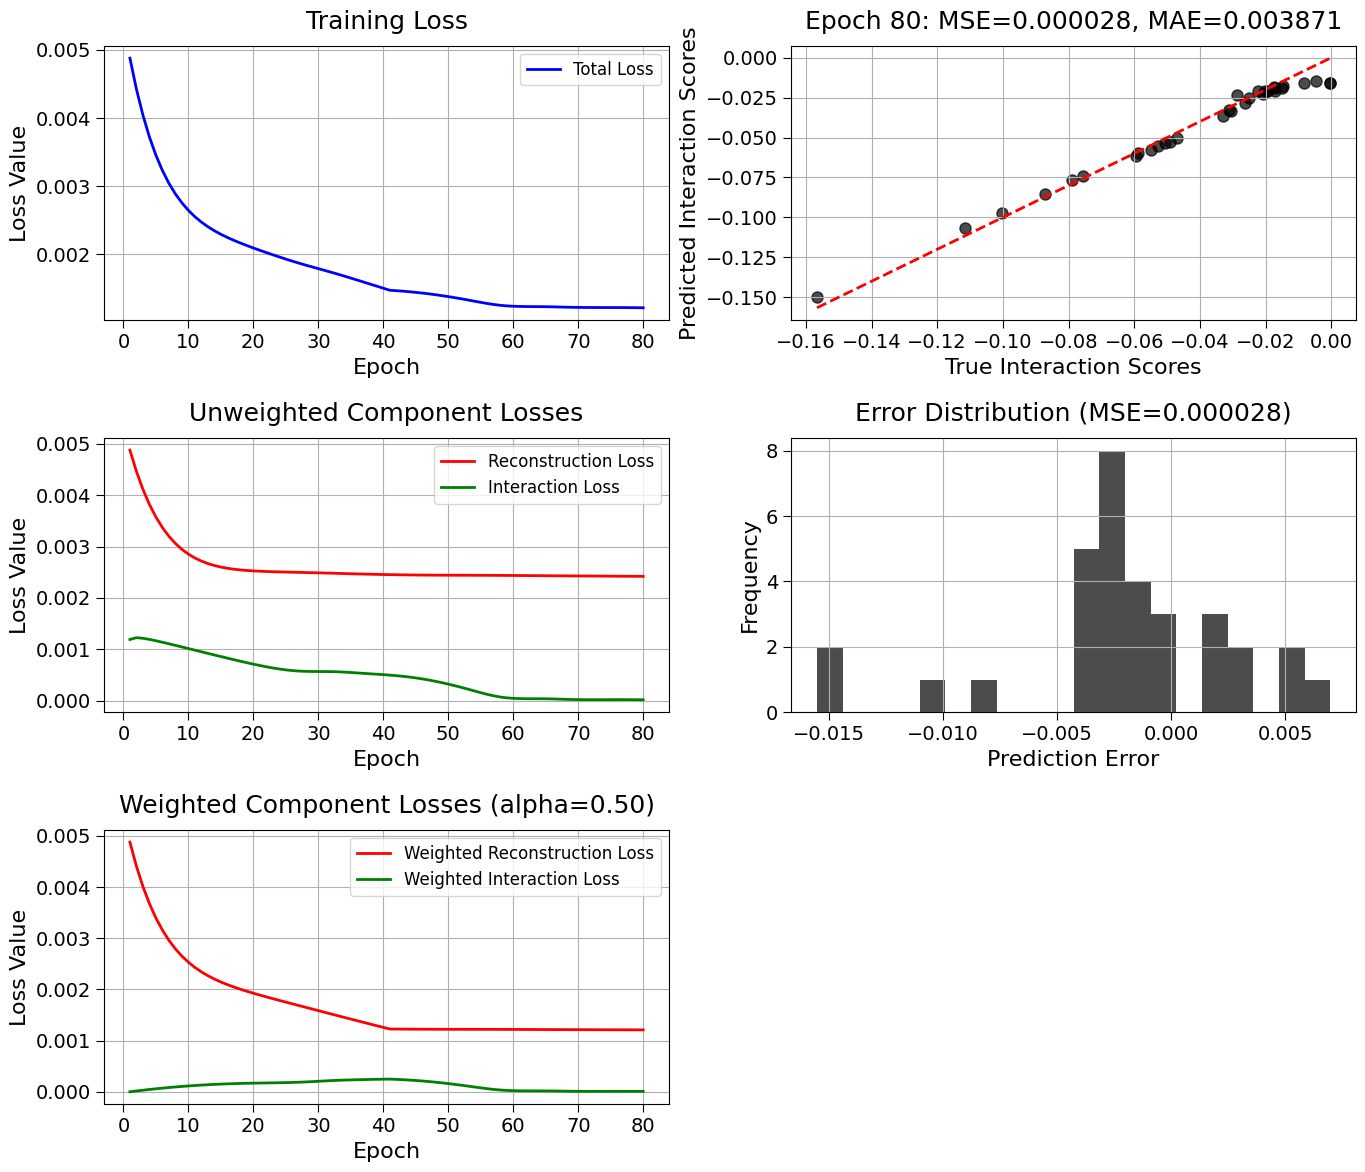 Training Loss
Loss Value
0.005
0.004
0.003
0.002
Total Loss
0 10 20 30 40 50 60 70 80
Epoch
Epoch 80: MSE=0.000028, MAE=0.003871
Predicted Interaction Scores
0.000
−0.025
−0.050
−0.075
−0.100
−0.125
−0.150
−0.16 −0.14 −0.12 −0.10 −0.08 −0.06 −0.04 −0.02 0.00
True Interaction Scores
Unweighted Component Losses
Loss Value
0.005
0.004
0.003
0.002
0.001
0.000
Reconstruction Loss
Interaction Loss
0 10 20 30 40 50 60 70 80
Epoch
Error Distribution (MSE=0.000028)
Frequency
8
6
4
2
0
−0.015 −0.010 −0.005 0.000 0.005
Prediction Error
Weighted Component Losses (alpha=0.50)
Loss Value
0.005
0.004
0.003
0.002
0.001
0.000
Weighted Reconstruction Loss
Weighted Interaction Loss
0 10 20 30 40 50 60 70 80
Epoch